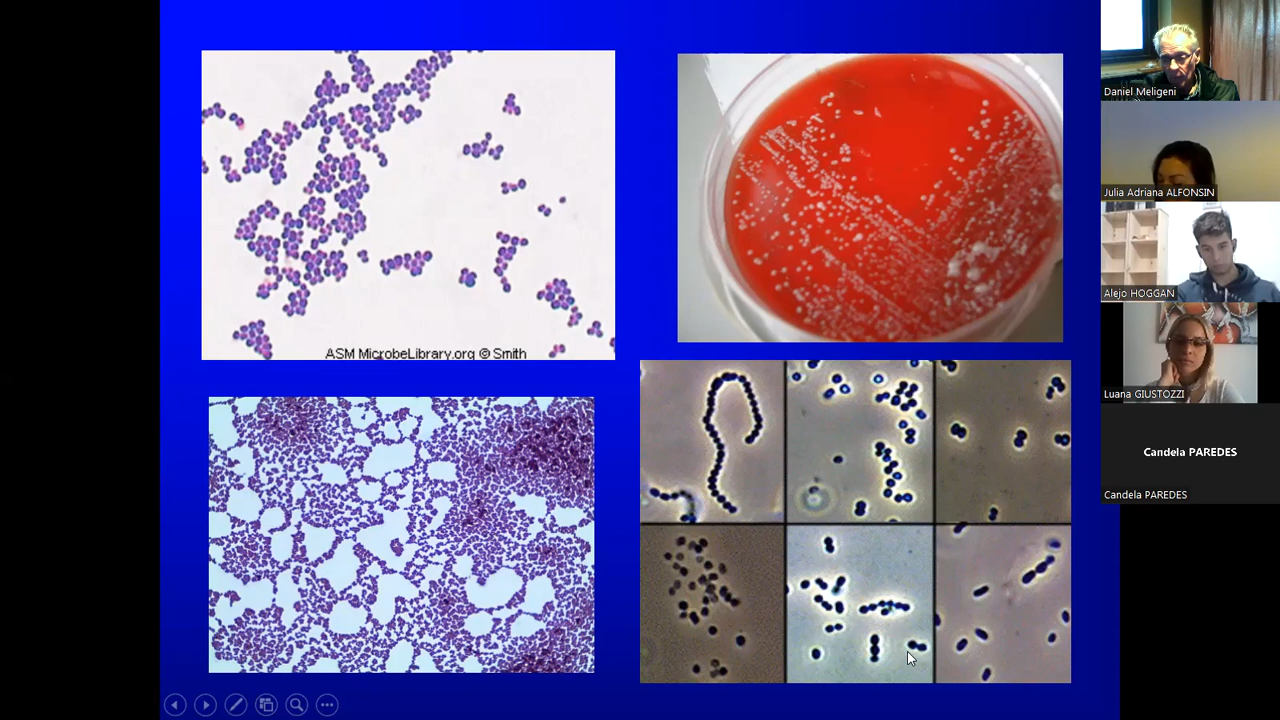 ASM MicrobeLibrary.org © Smith
Daniel Meligeni
Julia Adriana ALFONSIN
Alejo HOGGAN
Luana GIUSTOZZI
Candela PAREDES
Candela PAREDES